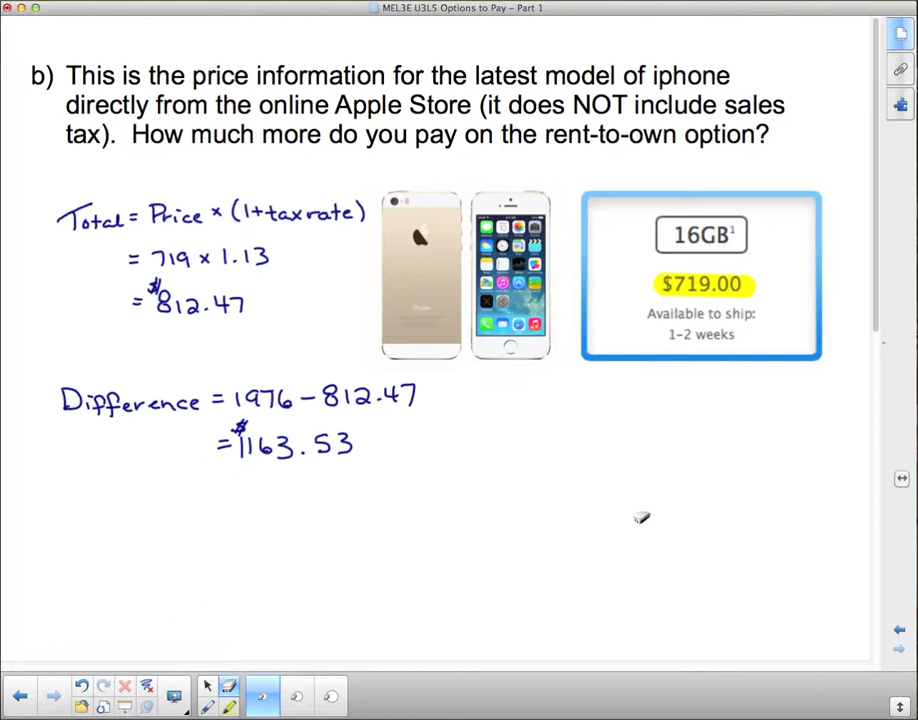 MEL3E U3L5 Options to Pay – Part 1
b) This is the price information for the latest model of iphone
directly from the online Apple Store (it does NOT include sales
tax). How much more do you pay on the rent-to-own option?
Total = Price × (1+tax rate)
= 719 × 1.13
= $812.47
16GB¹
$719.00
Available to ship:
1–2 weeks
iPhone
Difference = 1976 – 812.47
= $1163.53